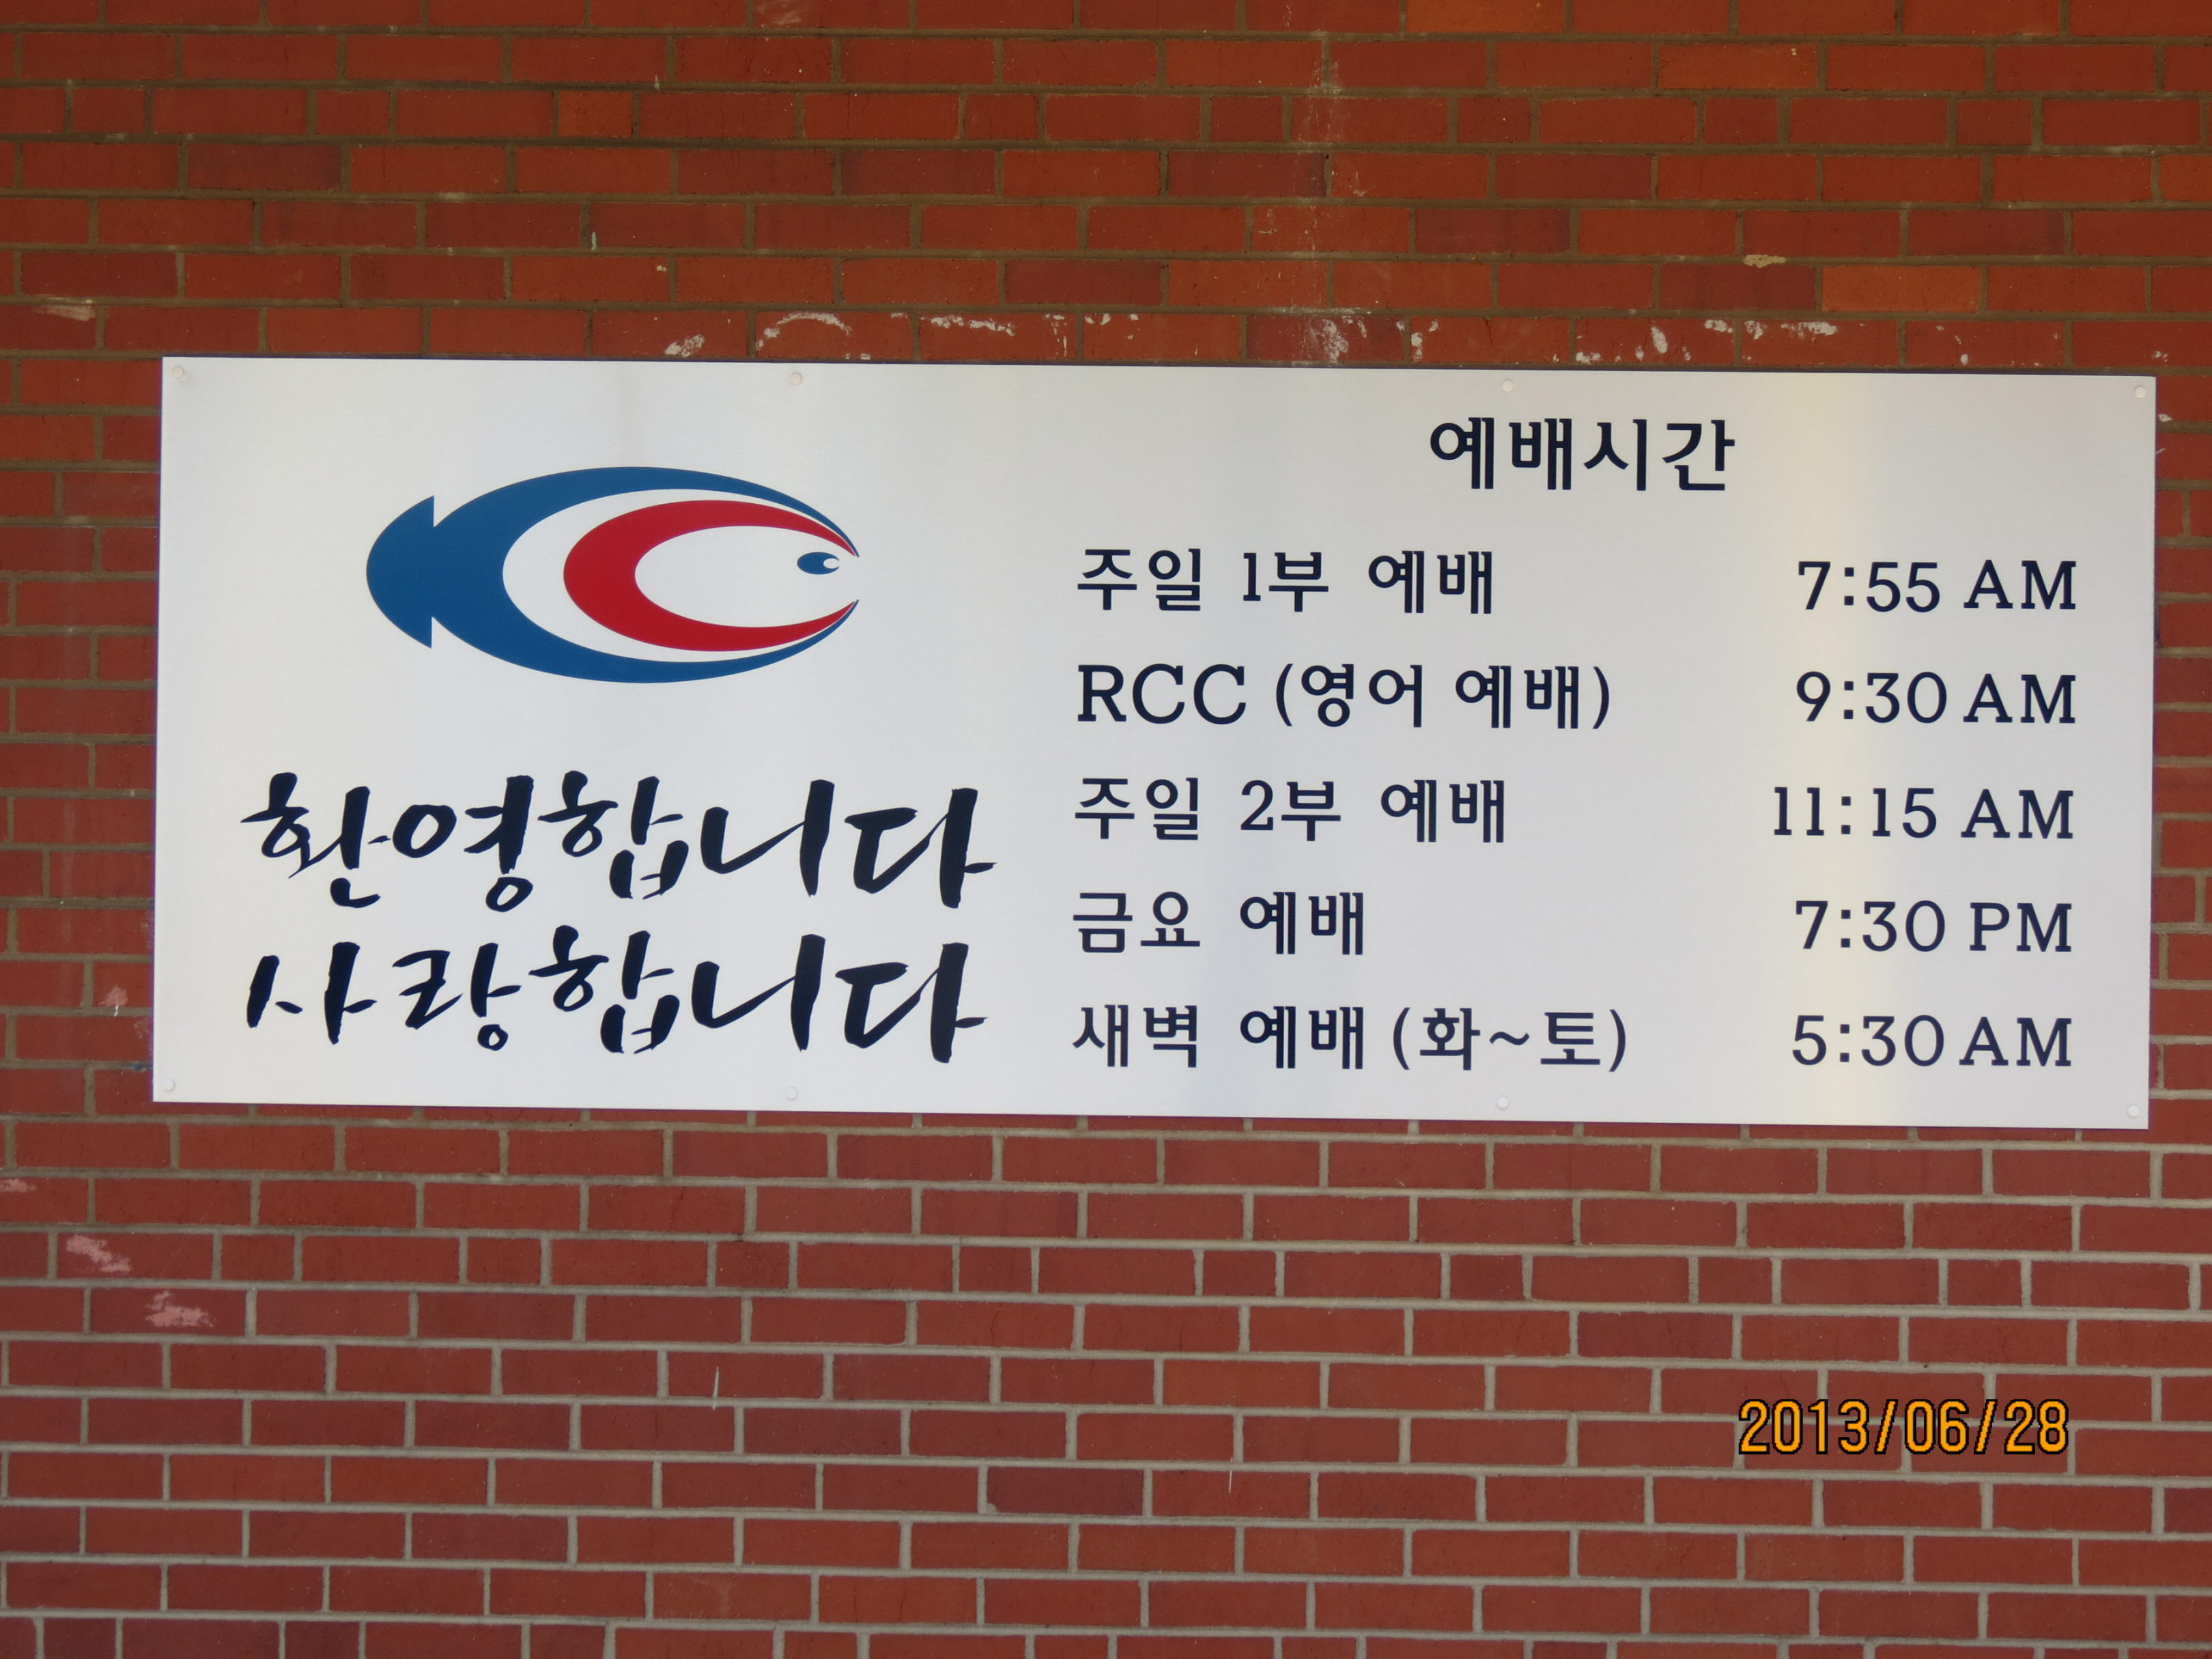 환영합니다
사랑합니다
예배시간
주일 1부 예배 7:55 AM
RCC (영어 예배) 9:30 AM
주일 2부 예배 11:15 AM
금요 예배 7:30 PM
새벽 예배 (화~토) 5:30 AM
2013/06/28